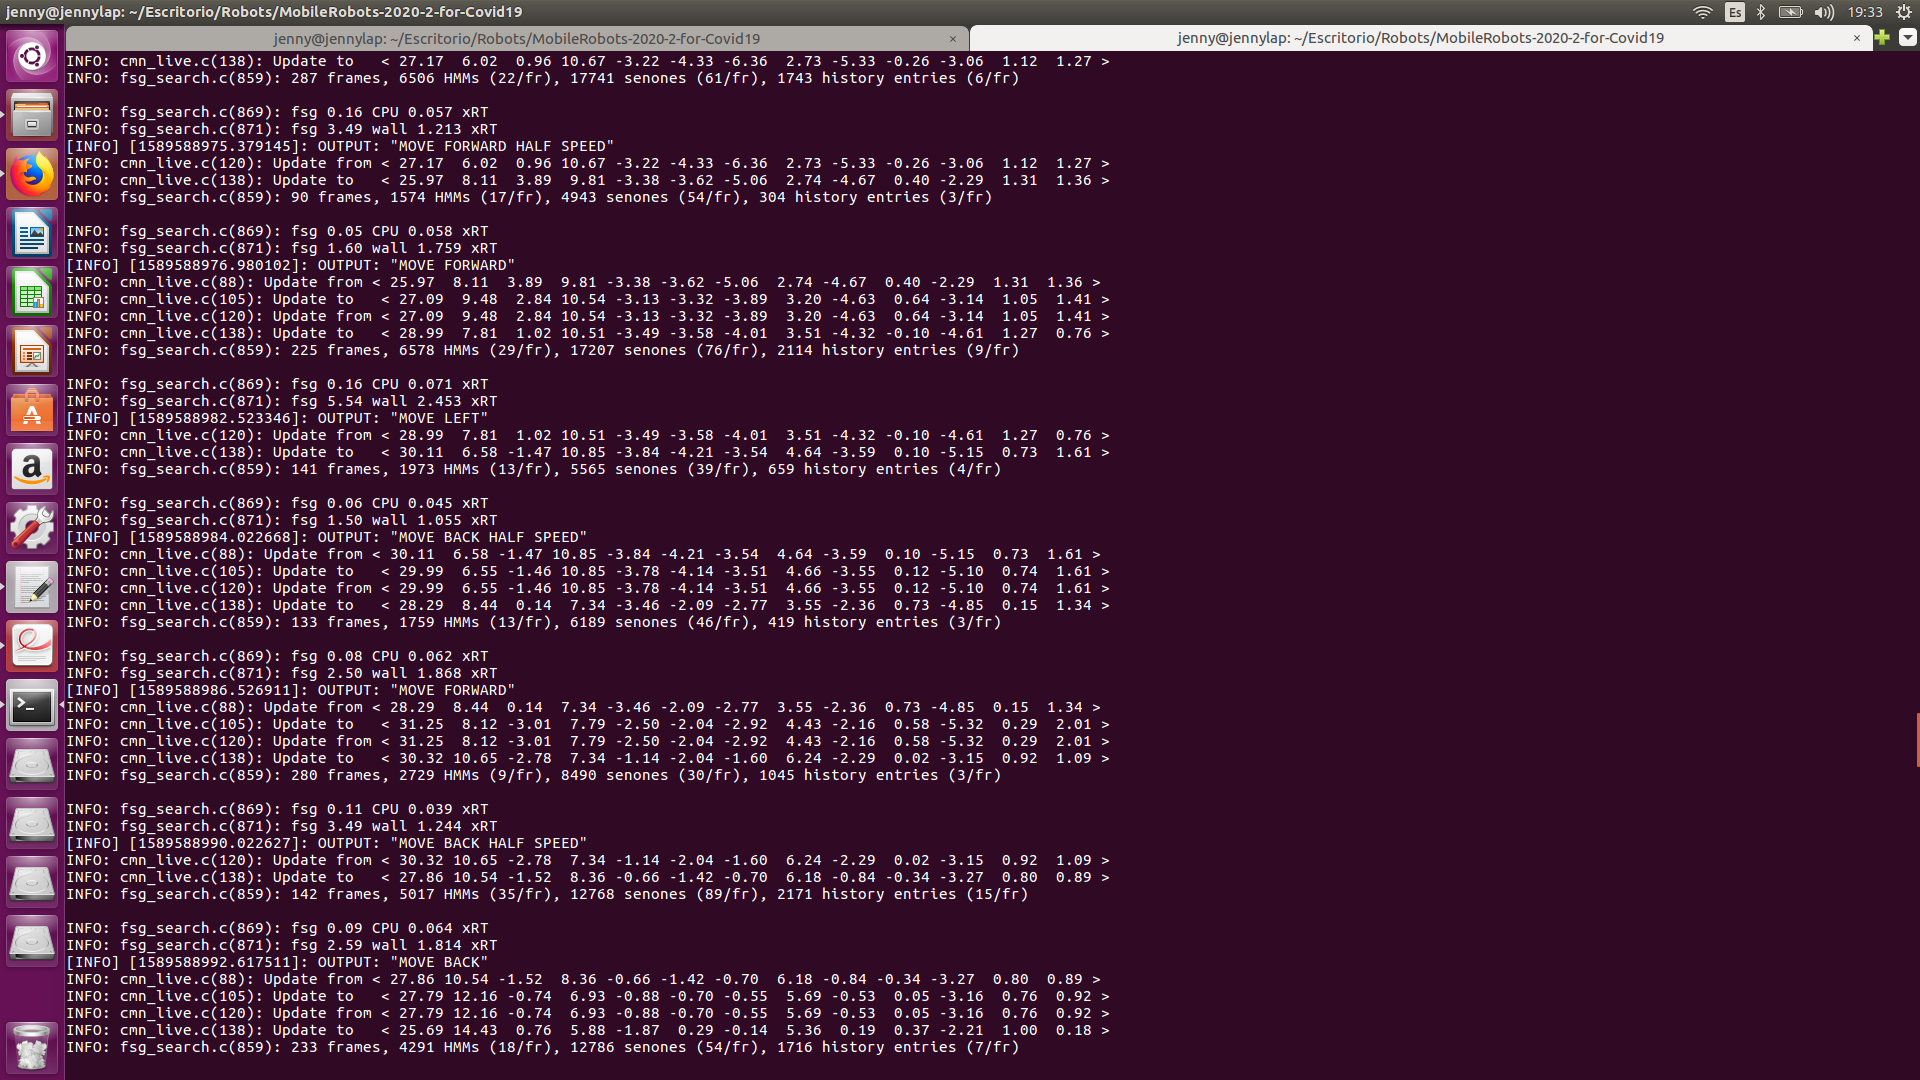 jenny@jennylap: ~/Escritorio/Robots/MobileRobots-2020-2-for-Covid19
Es
19:33
jenny@jennylap: ~/Escritorio/Robots/MobileRobots-2020-2-for-Covid19 ×
jenny@jennylap: ~/Escritorio/Robots/MobileRobots-2020-2-for-Covid19 ×
INFO: cmn_live.c(138): Update to   < 27.17  6.02  0.96 10.67 -3.22 -4.33 -6.36  2.73 -5.33 -0.26 -3.06  1.12  1.27 >
INFO: fsg_search.c(859): 287 frames, 6506 HMMs (22/fr), 17741 senones (61/fr), 1743 history entries (6/fr)
INFO: fsg_search.c(869): fsg 0.16 CPU 0.057 xRT
INFO: fsg_search.c(871): fsg 3.49 wall 1.213 xRT
[INFO] [1589588975.379145]: OUTPUT: "MOVE FORWARD HALF SPEED"
INFO: cmn_live.c(120): Update from < 27.17  6.02  0.96 10.67 -3.22 -4.33 -6.36  2.73 -5.33 -0.26 -3.06  1.12  1.27 >
INFO: cmn_live.c(138): Update to   < 25.97  8.11  3.89  9.81 -3.38 -3.62 -5.06  2.74 -4.67  0.40 -2.29  1.31  1.36 >
INFO: fsg_search.c(859): 90 frames, 1574 HMMs (17/fr), 4943 senones (54/fr), 304 history entries (3/fr)
INFO: fsg_search.c(869): fsg 0.05 CPU 0.058 xRT
INFO: fsg_search.c(871): fsg 1.60 wall 1.759 xRT
[INFO] [1589588976.980102]: OUTPUT: "MOVE FORWARD"
INFO: cmn_live.c(88): Update from < 25.97  8.11  3.89  9.81 -3.38 -3.62 -5.06  2.74 -4.67  0.40 -2.29  1.31  1.36 >
INFO: cmn_live.c(105): Update to   < 27.09  9.48  2.84 10.54 -3.13 -3.32 -3.89  3.20 -4.63  0.64 -3.14  1.05  1.41 >
INFO: cmn_live.c(120): Update from < 27.09  9.48  2.84 10.54 -3.13 -3.32 -3.89  3.20 -4.63  0.64 -3.14  1.05  1.41 >
INFO: cmn_live.c(138): Update to   < 28.99  7.81  1.02 10.51 -3.49 -3.58 -4.01  3.51 -4.32 -0.10 -4.61  1.27  0.76 >
INFO: fsg_search.c(859): 225 frames, 6578 HMMs (29/fr), 17207 senones (76/fr), 2114 history entries (9/fr)
INFO: fsg_search.c(869): fsg 0.16 CPU 0.071 xRT
INFO: fsg_search.c(871): fsg 5.54 wall 2.453 xRT
[INFO] [1589588982.523346]: OUTPUT: "MOVE LEFT"
INFO: cmn_live.c(120): Update from < 28.99  7.81  1.02 10.51 -3.49 -3.58 -4.01  3.51 -4.32 -0.10 -4.61  1.27  0.76 >
INFO: cmn_live.c(138): Update to   < 30.11  6.58 -1.47 10.85 -3.84 -4.21 -3.54  4.64 -3.59  0.10 -5.15  0.73  1.61 >
INFO: fsg_search.c(859): 141 frames, 1973 HMMs (13/fr), 5565 senones (39/fr), 659 history entries (4/fr)
INFO: fsg_search.c(869): fsg 0.06 CPU 0.045 xRT
INFO: fsg_search.c(871): fsg 1.50 wall 1.055 xRT
[INFO] [1589588984.022668]: OUTPUT: "MOVE BACK HALF SPEED"
INFO: cmn_live.c(88): Update from < 30.11  6.58 -1.47 10.85 -3.84 -4.21 -3.54  4.64 -3.59  0.10 -5.15  0.73  1.61 >
INFO: cmn_live.c(105): Update to   < 29.99  6.55 -1.46 10.85 -3.78 -4.14 -3.51  4.66 -3.55  0.12 -5.10  0.74  1.61 >
INFO: cmn_live.c(120): Update from < 29.99  6.55 -1.46 10.85 -3.78 -4.14 -3.51  4.66 -3.55  0.12 -5.10  0.74  1.61 >
INFO: cmn_live.c(138): Update to   < 28.29  8.44  0.14  7.34 -3.46 -2.09 -2.77  3.55 -2.36  0.73 -4.85  0.15  1.34 >
INFO: fsg_search.c(859): 133 frames, 1759 HMMs (13/fr), 6189 senones (46/fr), 419 history entries (3/fr)
INFO: fsg_search.c(869): fsg 0.08 CPU 0.062 xRT
INFO: fsg_search.c(871): fsg 2.50 wall 1.868 xRT
[INFO] [1589588986.526911]: OUTPUT: "MOVE FORWARD"
INFO: cmn_live.c(88): Update from < 28.29  8.44  0.14  7.34 -3.46 -2.09 -2.77  3.55 -2.36  0.73 -4.85  0.15  1.34 >
INFO: cmn_live.c(105): Update to   < 31.25  8.12 -3.01  7.79 -2.50 -2.04 -2.92  4.43 -2.16  0.58 -5.32  0.29  2.01 >
INFO: cmn_live.c(120): Update from < 31.25  8.12 -3.01  7.79 -2.50 -2.04 -2.92  4.43 -2.16  0.58 -5.32  0.29  2.01 >
INFO: cmn_live.c(138): Update to   < 30.32 10.65 -2.78  7.34 -1.14 -2.04 -1.60  6.24 -2.29  0.02 -3.15  0.92  1.09 >
INFO: fsg_search.c(859): 280 frames, 2729 HMMs (9/fr), 8490 senones (30/fr), 1045 history entries (3/fr)
INFO: fsg_search.c(869): fsg 0.11 CPU 0.039 xRT
INFO: fsg_search.c(871): fsg 3.49 wall 1.244 xRT
[INFO] [1589588990.022627]: OUTPUT: "MOVE BACK HALF SPEED"
INFO: cmn_live.c(120): Update from < 30.32 10.65 -2.78  7.34 -1.14 -2.04 -1.60  6.24 -2.29  0.02 -3.15  0.92  1.09 >
INFO: cmn_live.c(138): Update to   < 27.86 10.54 -1.52  8.36 -0.66 -1.42 -0.70  6.18 -0.84 -0.34 -3.27  0.80  0.89 >
INFO: fsg_search.c(859): 142 frames, 5017 HMMs (35/fr), 12768 senones (89/fr), 2171 history entries (15/fr)
INFO: fsg_search.c(869): fsg 0.09 CPU 0.064 xRT
INFO: fsg_search.c(871): fsg 2.59 wall 1.814 xRT
[INFO] [1589588992.617511]: OUTPUT: "MOVE BACK"
INFO: cmn_live.c(88): Update from < 27.86 10.54 -1.52  8.36 -0.66 -1.42 -0.70  6.18 -0.84 -0.34 -3.27  0.80  0.89 >
INFO: cmn_live.c(105): Update to   < 27.79 12.16 -0.74  6.93 -0.88 -0.70 -0.55  5.69 -0.53  0.05 -3.16  0.76  0.92 >
INFO: cmn_live.c(120): Update from < 27.79 12.16 -0.74  6.93 -0.88 -0.70 -0.55  5.69 -0.53  0.05 -3.16  0.76  0.92 >
INFO: cmn_live.c(138): Update to   < 25.69 14.43  0.76  5.88 -1.87  0.29 -0.14  5.36  0.19  0.37 -2.21  1.00  0.18 >
INFO: fsg_search.c(859): 233 frames, 4291 HMMs (18/fr), 12786 senones (54/fr), 1716 history entries (7/fr)